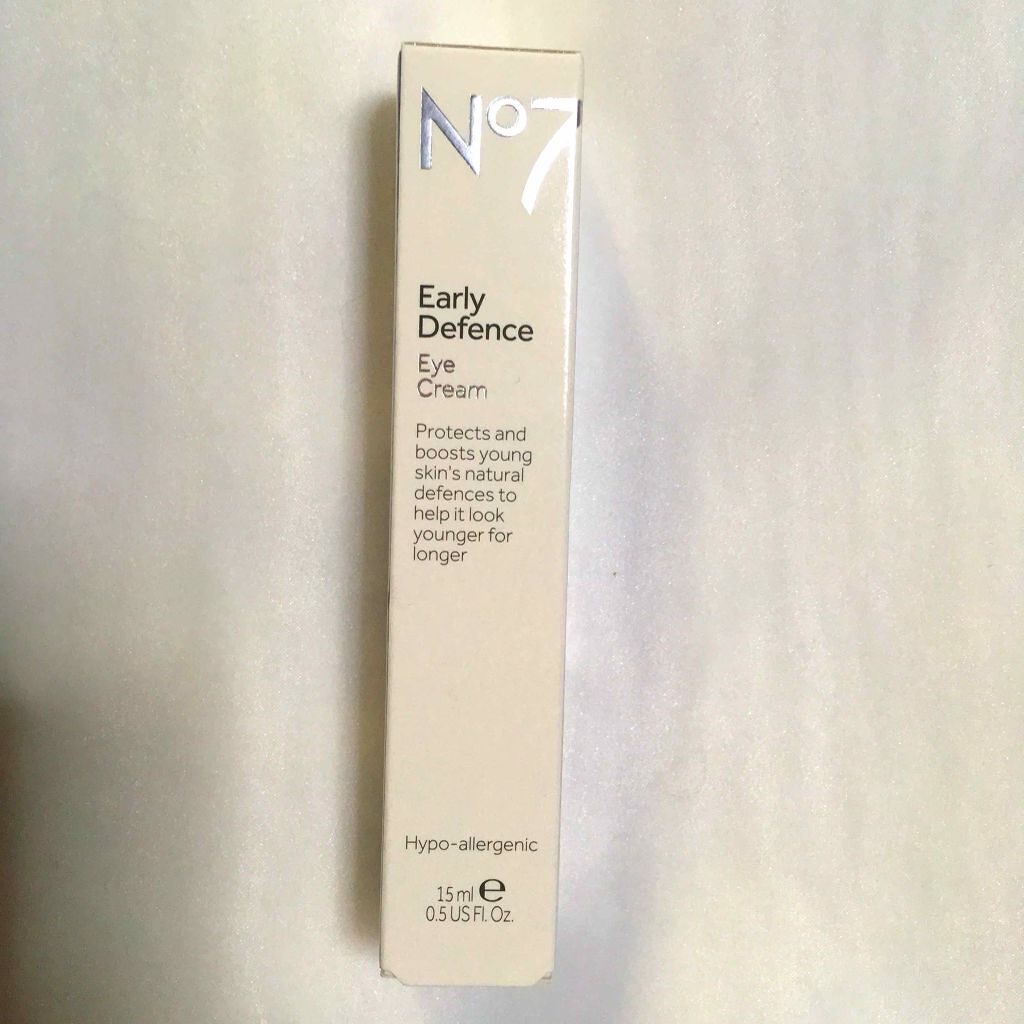 Nº7
Early
Defence
Eye
Cream
Protects and
boosts young
skin's natural
defences to
help it look
younger for
longer
Hypo-allergenic
15 ml ℮
0.5 US Fl. Oz.